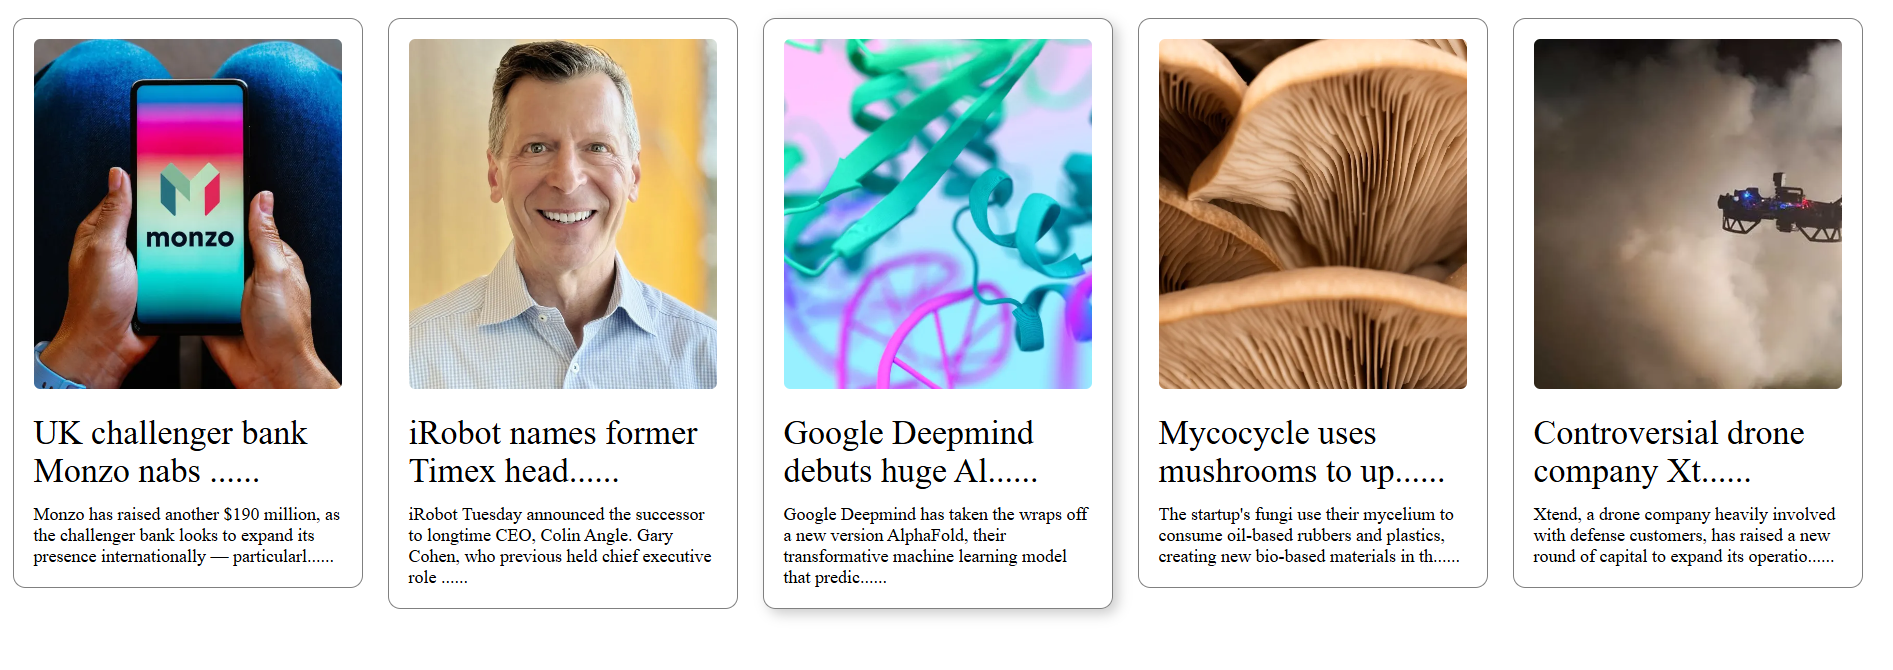 monzo
UK challenger bank
Monzo nabs ......
Monzo has raised another $190 million, as
the challenger bank looks to expand its
presence internationally — particularl......
iRobot names former
Timex head......
iRobot Tuesday announced the successor
to longtime CEO, Colin Angle. Gary
Cohen, who previous held chief executive
role ......
Google Deepmind
debuts huge Al......
Google Deepmind has taken the wraps off
a new version AlphaFold, their
transformative machine learning model
that predic......
Mycocycle uses
mushrooms to up......
The startup's fungi use their mycelium to
consume oil-based rubbers and plastics,
creating new bio-based materials in th......
Controversial drone
company Xt......
Xtend, a drone company heavily involved
with defense customers, has raised a new
round of capital to expand its operatio......